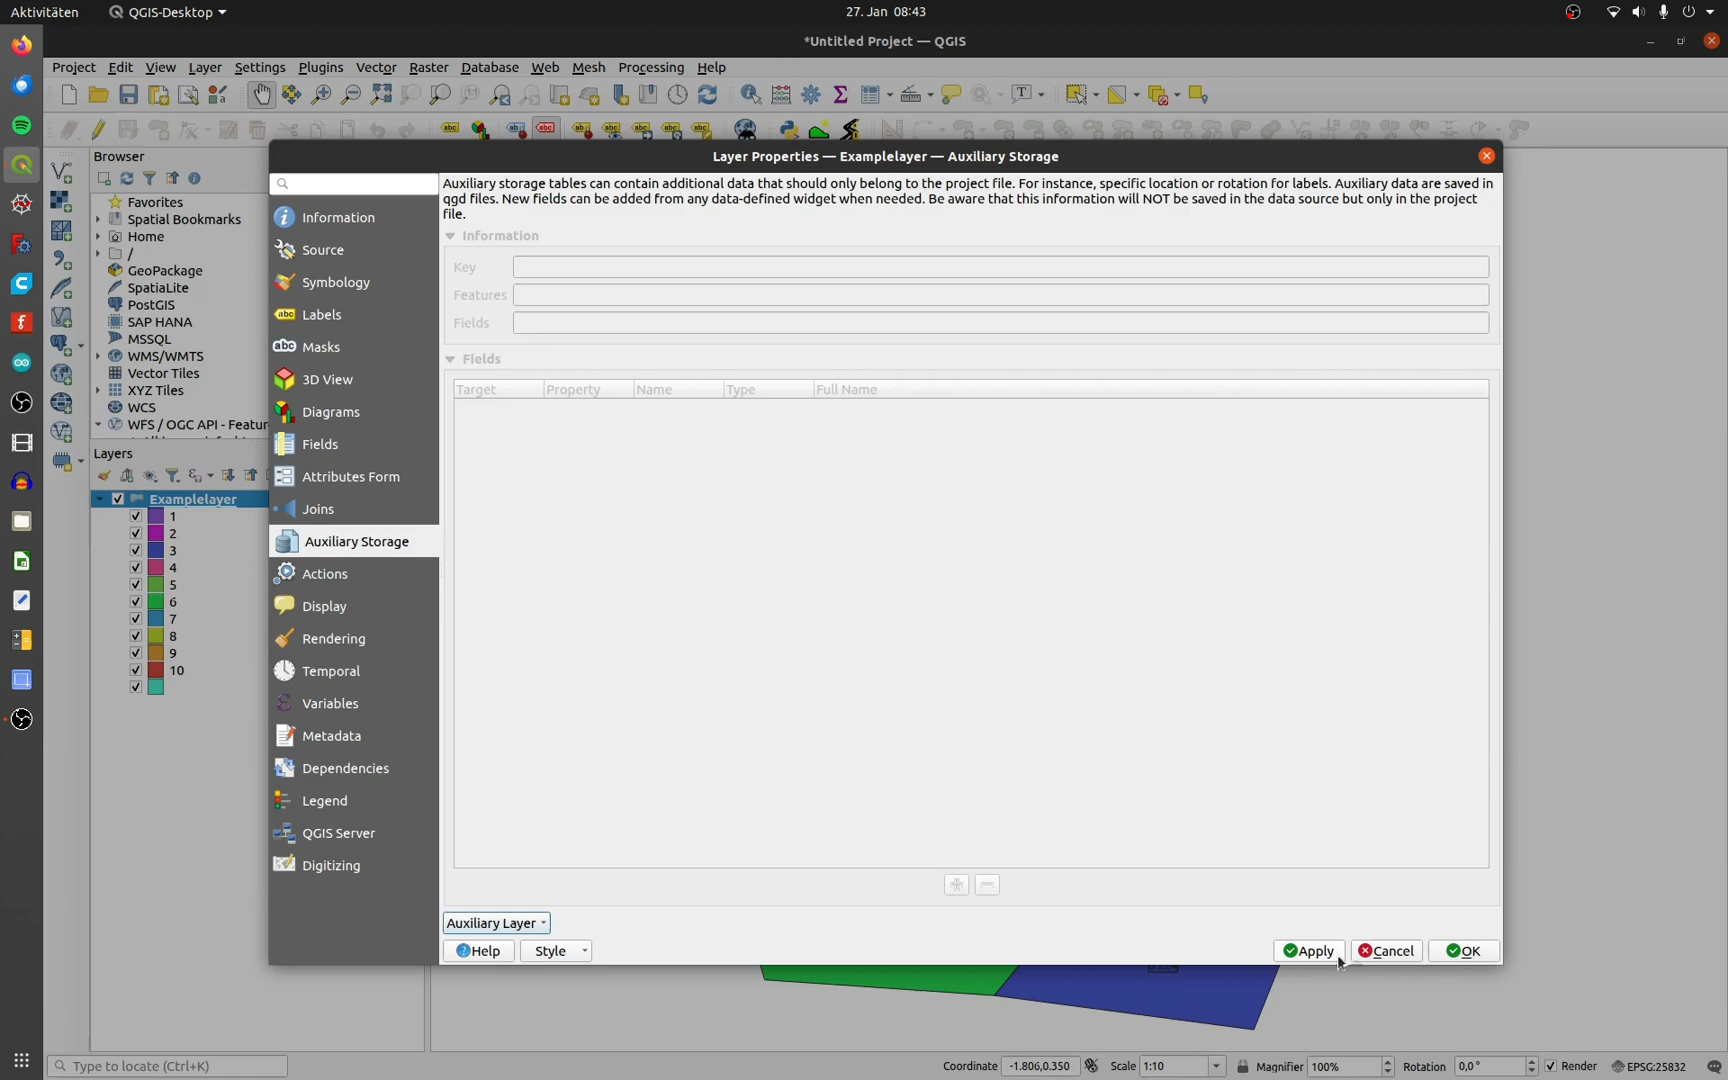 Aktivitäten
QGIS-Desktop
27. Jan 08:43
*Untitled Project — QGIS
Project Edit View Layer Settings Plugins Vector Raster Database Web Mesh Processing Help
Browser
Favorites
Spatial Bookmarks
Home
/
GeoPackage
SpatiaLite
PostGIS
SAP HANA
MSSQL
WMS/WMTS
Vector Tiles
XYZ Tiles
WCS
WFS / OGC API - Featur
Layers
Examplelayer
1
2
3
4
5
6
7
8
9
10
Layer Properties — Examplelayer — Auxiliary Storage
Information
Source
Symbology
abc Labels
abc Masks
3D View
Diagrams
Fields
Attributes Form
Joins
Auxiliary Storage
Actions
Display
Rendering
Temporal
Variables
Metadata
Dependencies
Legend
QGIS Server
Digitizing
Auxiliary storage tables can contain additional data that should only belong to the project file. For instance, specific location or rotation for labels. Auxiliary data are saved in
qgd files. New fields can be added from any data-defined widget when needed. Be aware that this information will NOT be saved in the data source but only in the project
file.
Information
Key
Features
Fields
Fields
Target Property Name Type Full Name
Auxiliary Layer
Help Style Apply Cancel OK
Type to locate (Ctrl+K)
Coordinate -1.806,0.350 Scale 1:10 Magnifier 100% Rotation 0,0 ° Render EPSG:25832